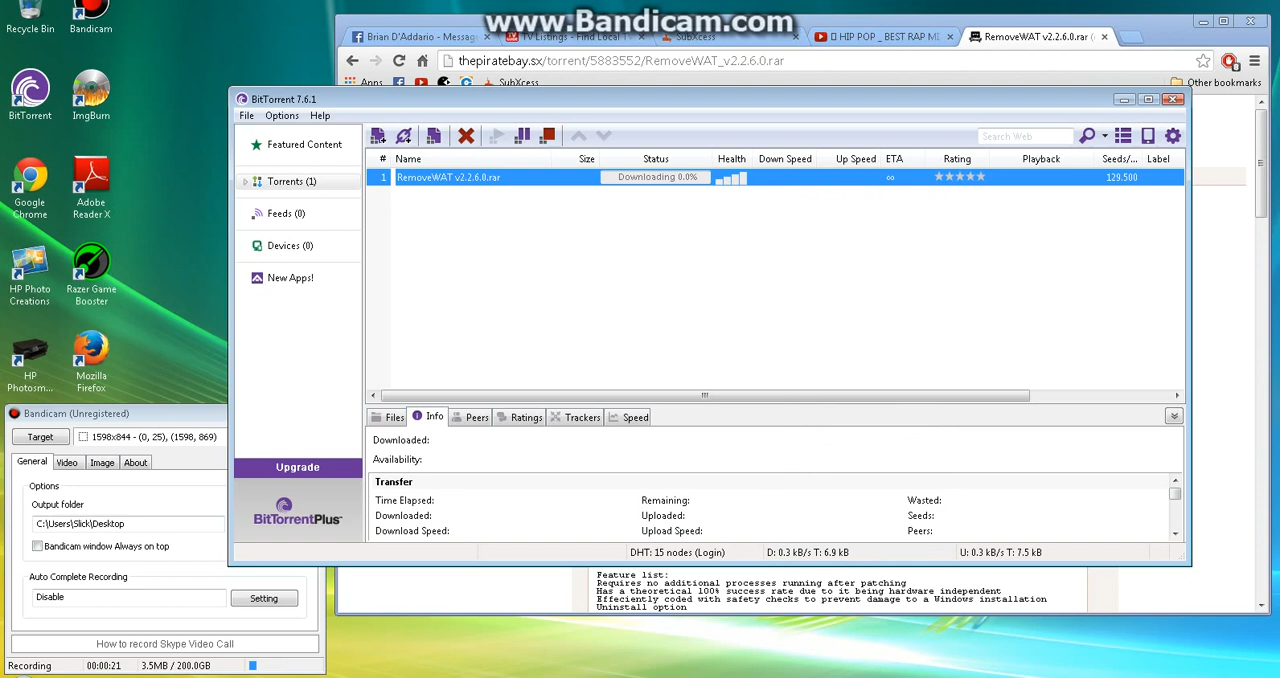 www.Bandicam.com
Recycle Bin
Bandicam
BitTorrent
ImgBurn
Google Chrome
Adobe Reader X
HP Photo Creations
Razer Game Booster
HP Photosm...
Mozilla Firefox
Brian D'Addario - Message
TV Listings - Find Local T
SubXcess
HIP POP _ BEST RAP MI
RemoveWAT v2.2.6.0.rar (
thepiratebay.sx/torrent/5883552/RemoveWAT_v2.2.6.0.rar
Apps
SubXcess
Other bookmarks
BitTorrent 7.6.1
File Options Help
Search Web
Featured Content
Torrents (1)
Feeds (0)
Devices (0)
New Apps!
Upgrade
BitTorrentPlus™
# Name Size Status Health Down Speed Up Speed ETA Rating Playback Seeds/... Label
1 RemoveWAT v2.2.6.0.rar Downloading 0.0% ∞ ★★★★★ 129.500
Files Info Peers Ratings Trackers Speed
Downloaded:
Availability:
Transfer
Time Elapsed: Remaining: Wasted:
Downloaded: Uploaded: Seeds:
Download Speed: Upload Speed: Peers:
DHT: 15 nodes (Login) D: 0.3 kB/s T: 6.9 kB U: 0.3 kB/s T: 7.5 kB
Feature list:
Requires no additional processes running after patching
Has a theoretical 100% success rate due to it being hardware independent
Effeciently coded with safety checks to prevent damage to a Windows installation
Uninstall option
Bandicam (Unregistered)
Target 1598x844 - (0, 25), (1598, 869)
General Video Image About
Options
Output folder
C:\Users\Slick\Desktop
Bandicam window Always on top
Auto Complete Recording
Disable Setting
How to record Skype Video Call
Recording 00:00:21 3.5MB / 200.0GB